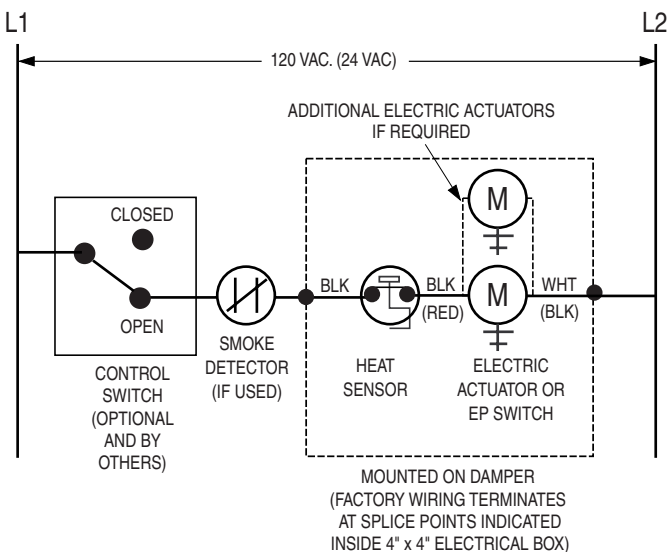 L1
L2
120 VAC. (24 VAC)
ADDITIONAL ELECTRIC ACTUATORS
IF REQUIRED
CLOSED
OPEN
M
BLK
BLK
(RED)
M
WHT
(BLK)
CONTROL
SWITCH
(OPTIONAL
AND BY
OTHERS)
SMOKE
DETECTOR
(IF USED)
HEAT
SENSOR
ELECTRIC
ACTUATOR OR
EP SWITCH
MOUNTED ON DAMPER
(FACTORY WIRING TERMINATES
AT SPLICE POINTS INDICATED
INSIDE 4" x 4" ELECTRICAL BOX)